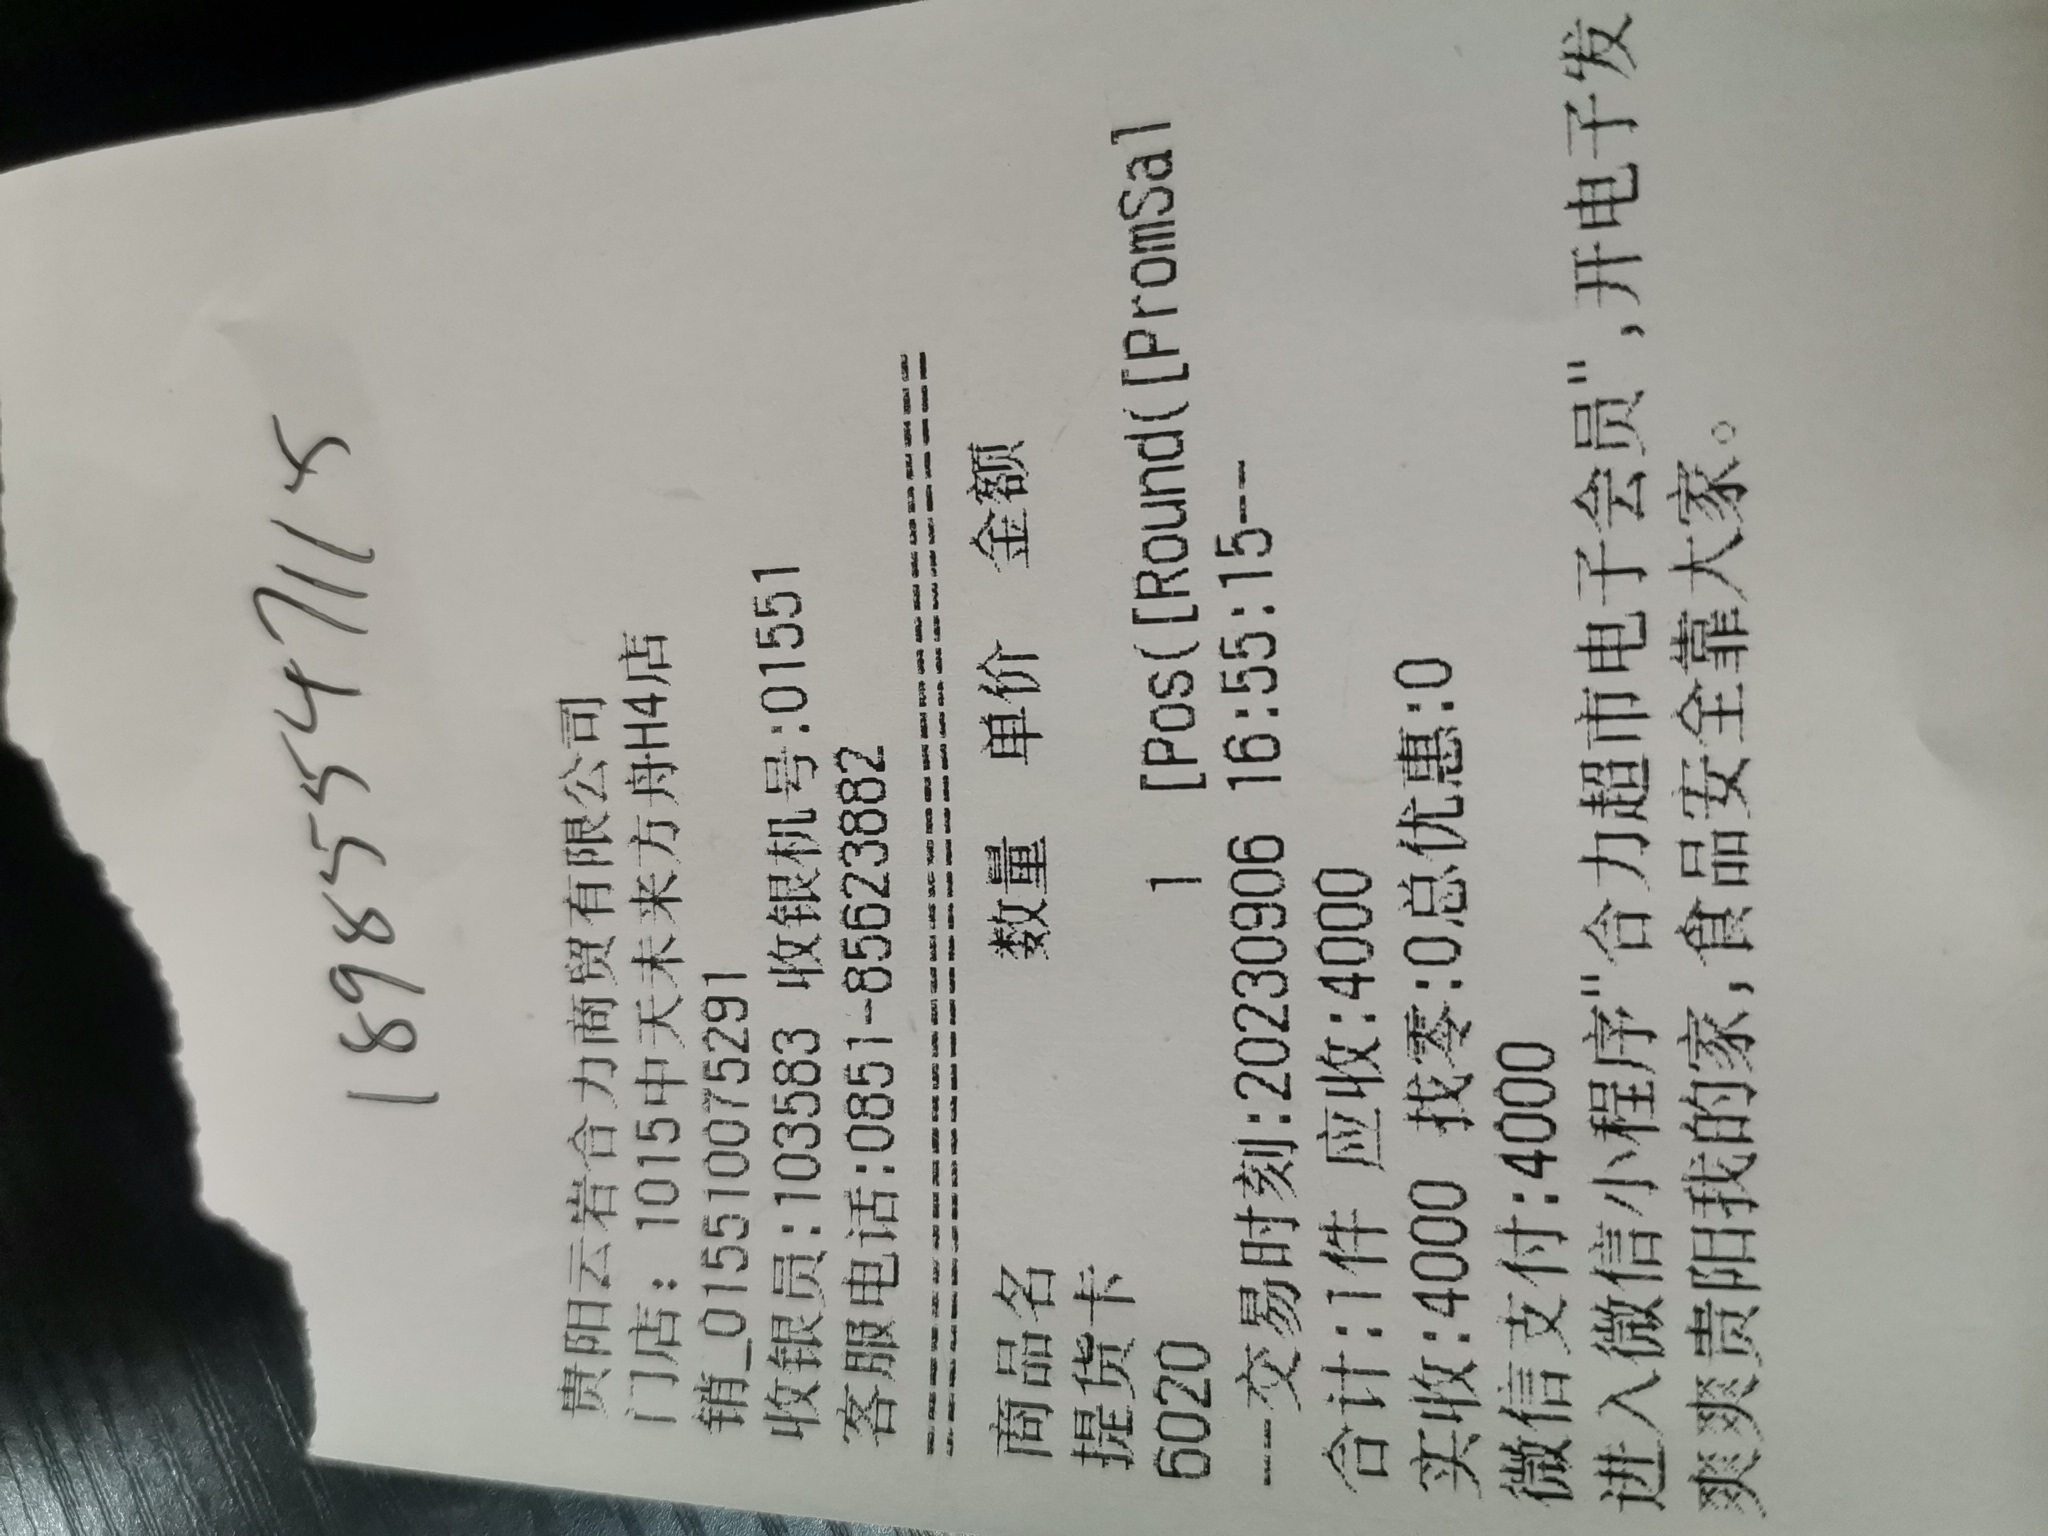 18985547115
贵阳云岩合力商贸有限公司
门店：1015中天未来方舟H4店
销_015510075291
收银员:103583 收银机号:01551
客服电话:0851--85623882
================================================
商品名 数量 单价 金额
提货卡
6020 1 [Pos([Round([PromSal
---交易时刻:20230906 16:55:15--
合计:1件 应收:4000
实收:4000 找零:0总优惠:0
微信支付:4000
进入微信小程序"合力超市电子会员",开电子发
爽爽贵阳我的家,食品安全靠大家。